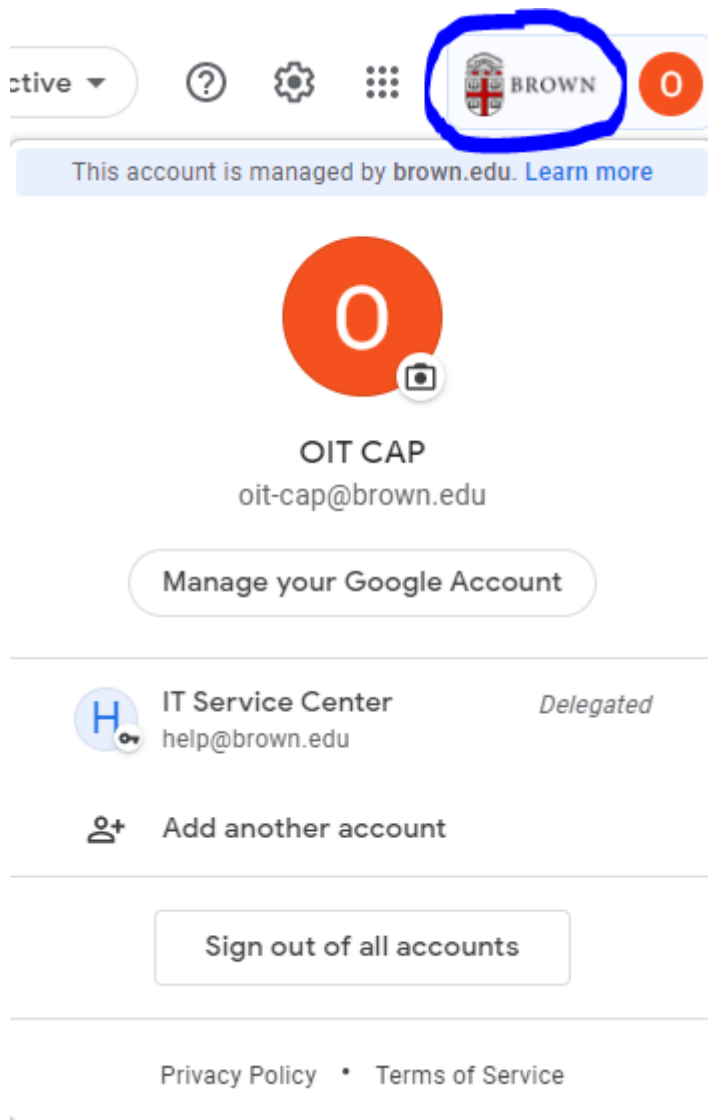 ctive
BROWN
O
This account is managed by brown.edu. Learn more
O
OIT CAP
oit-cap@brown.edu
Manage your Google Account
H
IT Service Center
Delegated
help@brown.edu
Add another account
Sign out of all accounts
Privacy Policy • Terms of Service